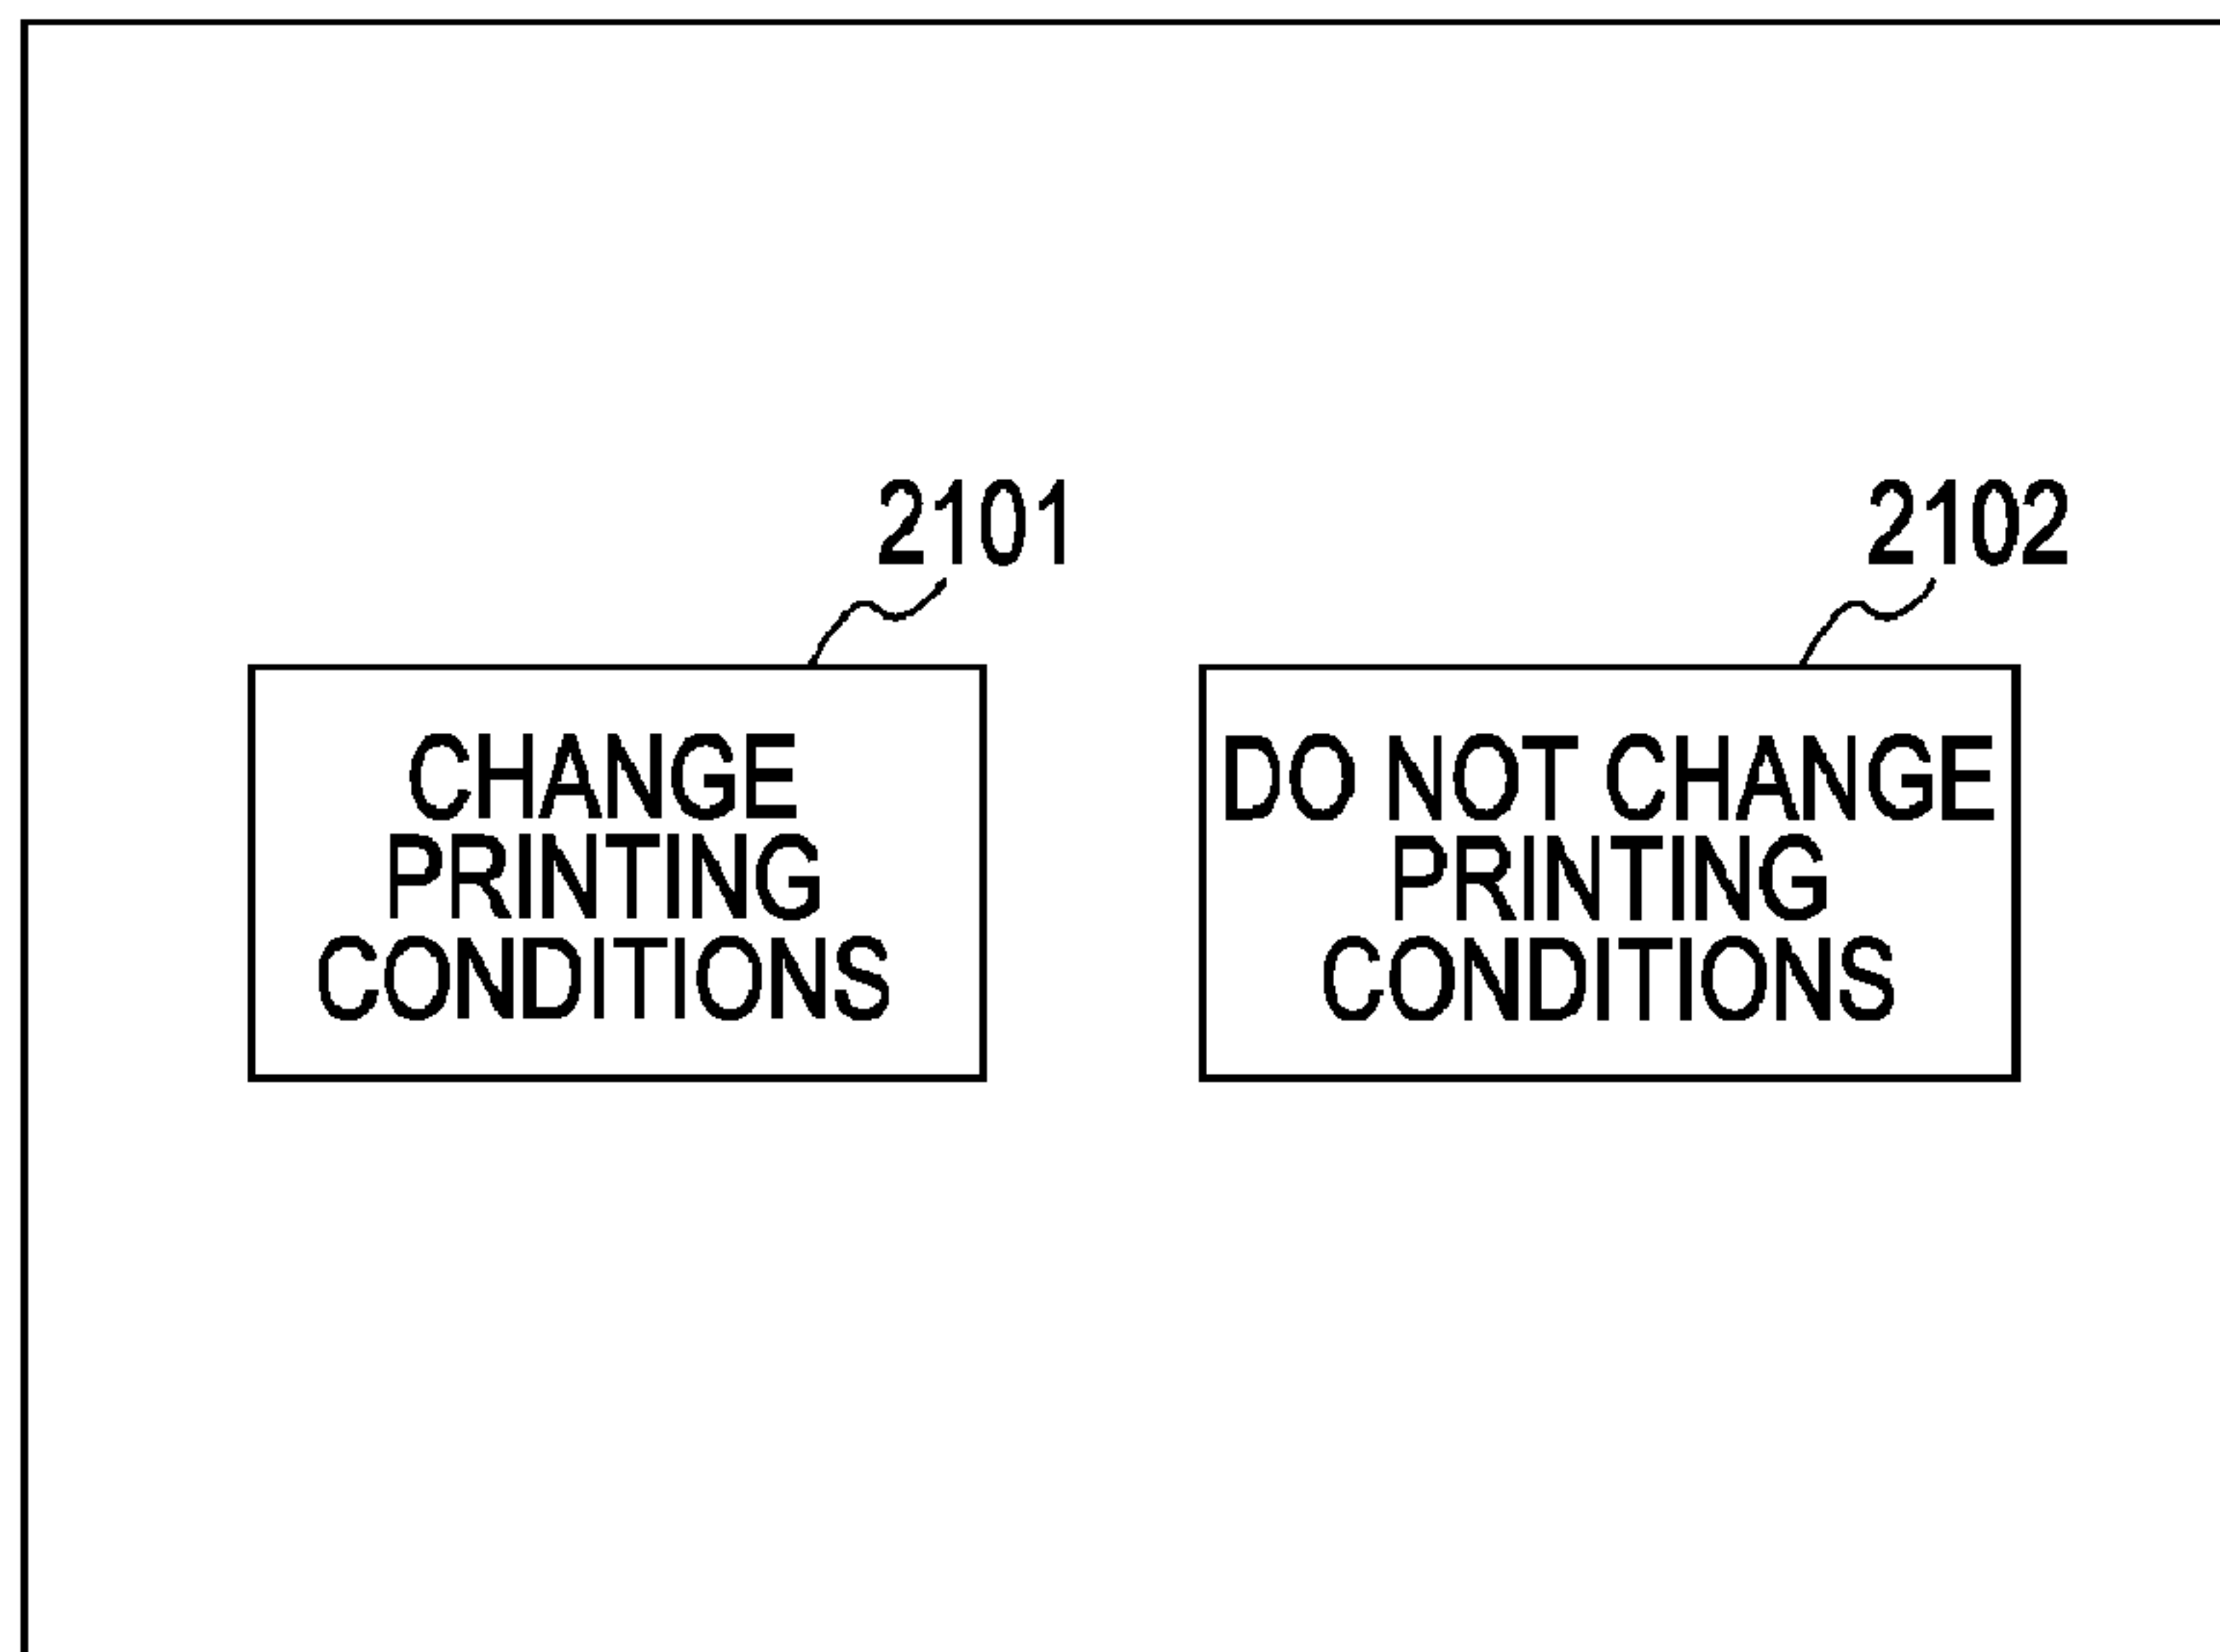 2101
CHANGE
PRINTING
CONDITIONS
2102
DO NOT CHANGE
PRINTING
CONDITIONS